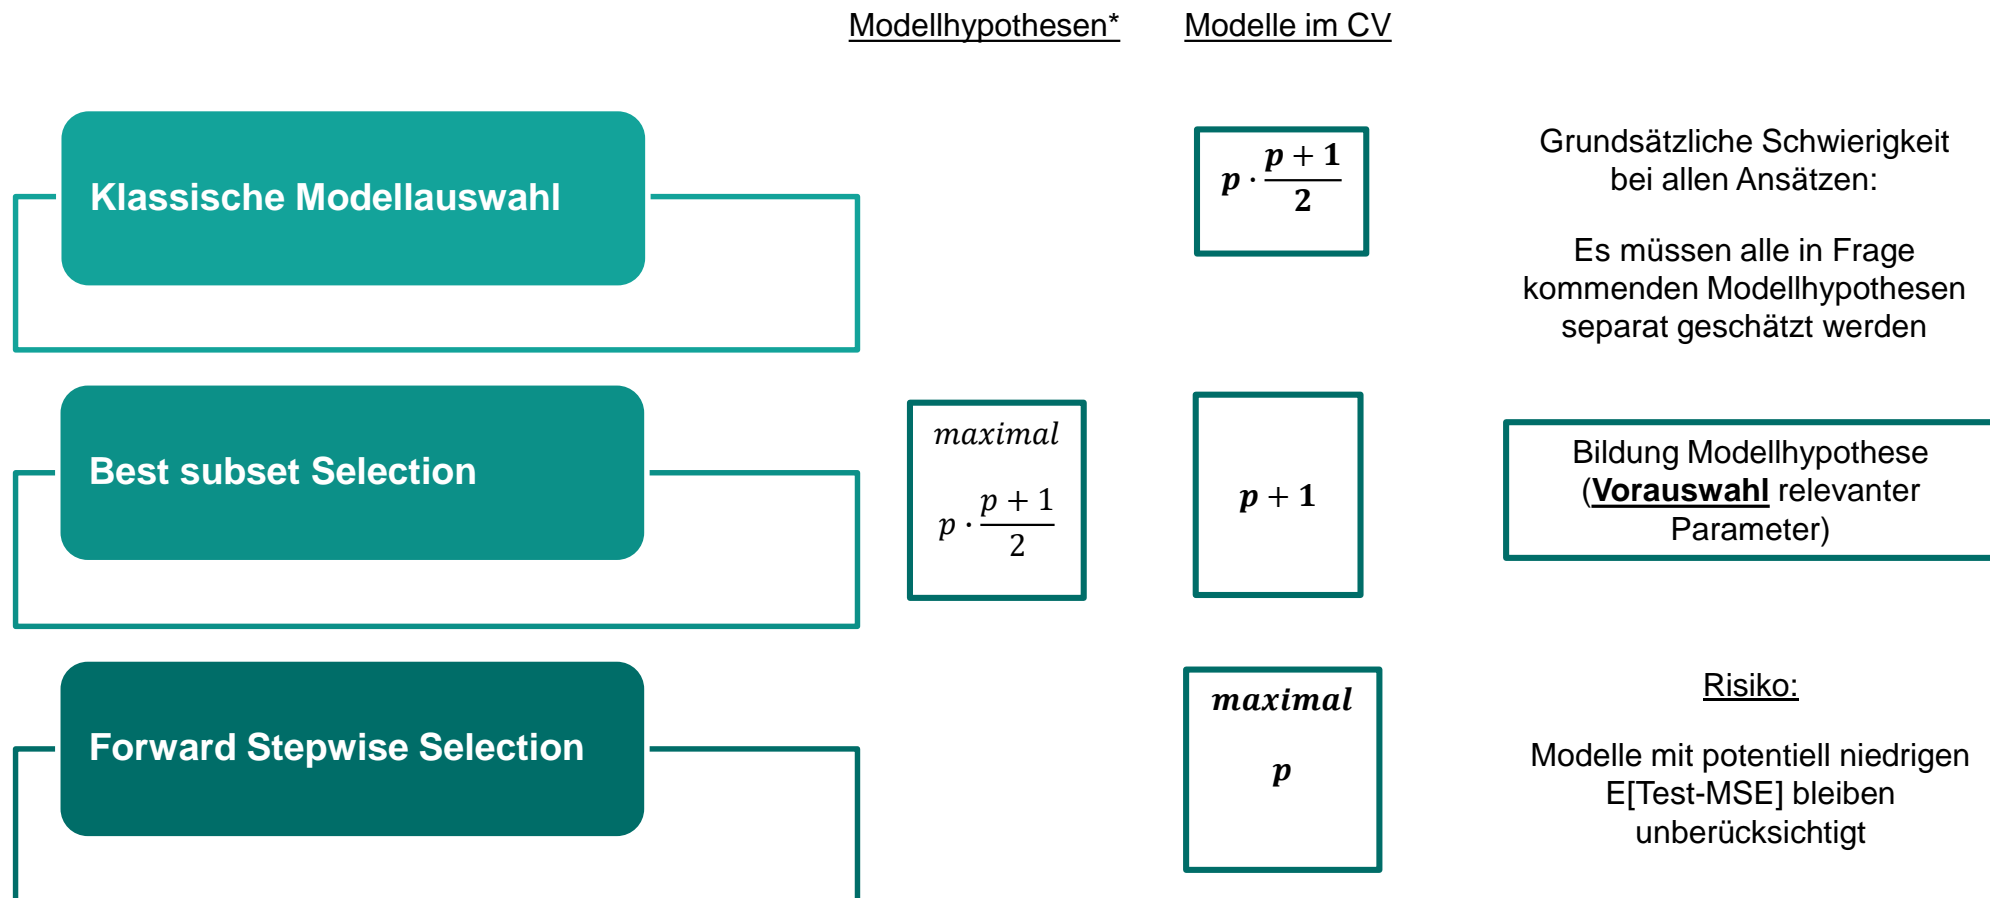 Modellhypothesen* Modelle im CV
Klassische Modellauswahl
p · (p + 1)/2
Grundsätzliche Schwierigkeit
bei allen Ansätzen:
Es müssen alle in Frage
kommenden Modellhypothesen
separat geschätzt werden
Best subset Selection
maximal
p · (p + 1)/2
p + 1
Bildung Modellhypothese
(Vorauswahl relevanter
Parameter)
Forward Stepwise Selection
maximal
p
Risiko:
Modelle mit potentiell niedrigen
E[Test-MSE] bleiben
unberücksichtigt